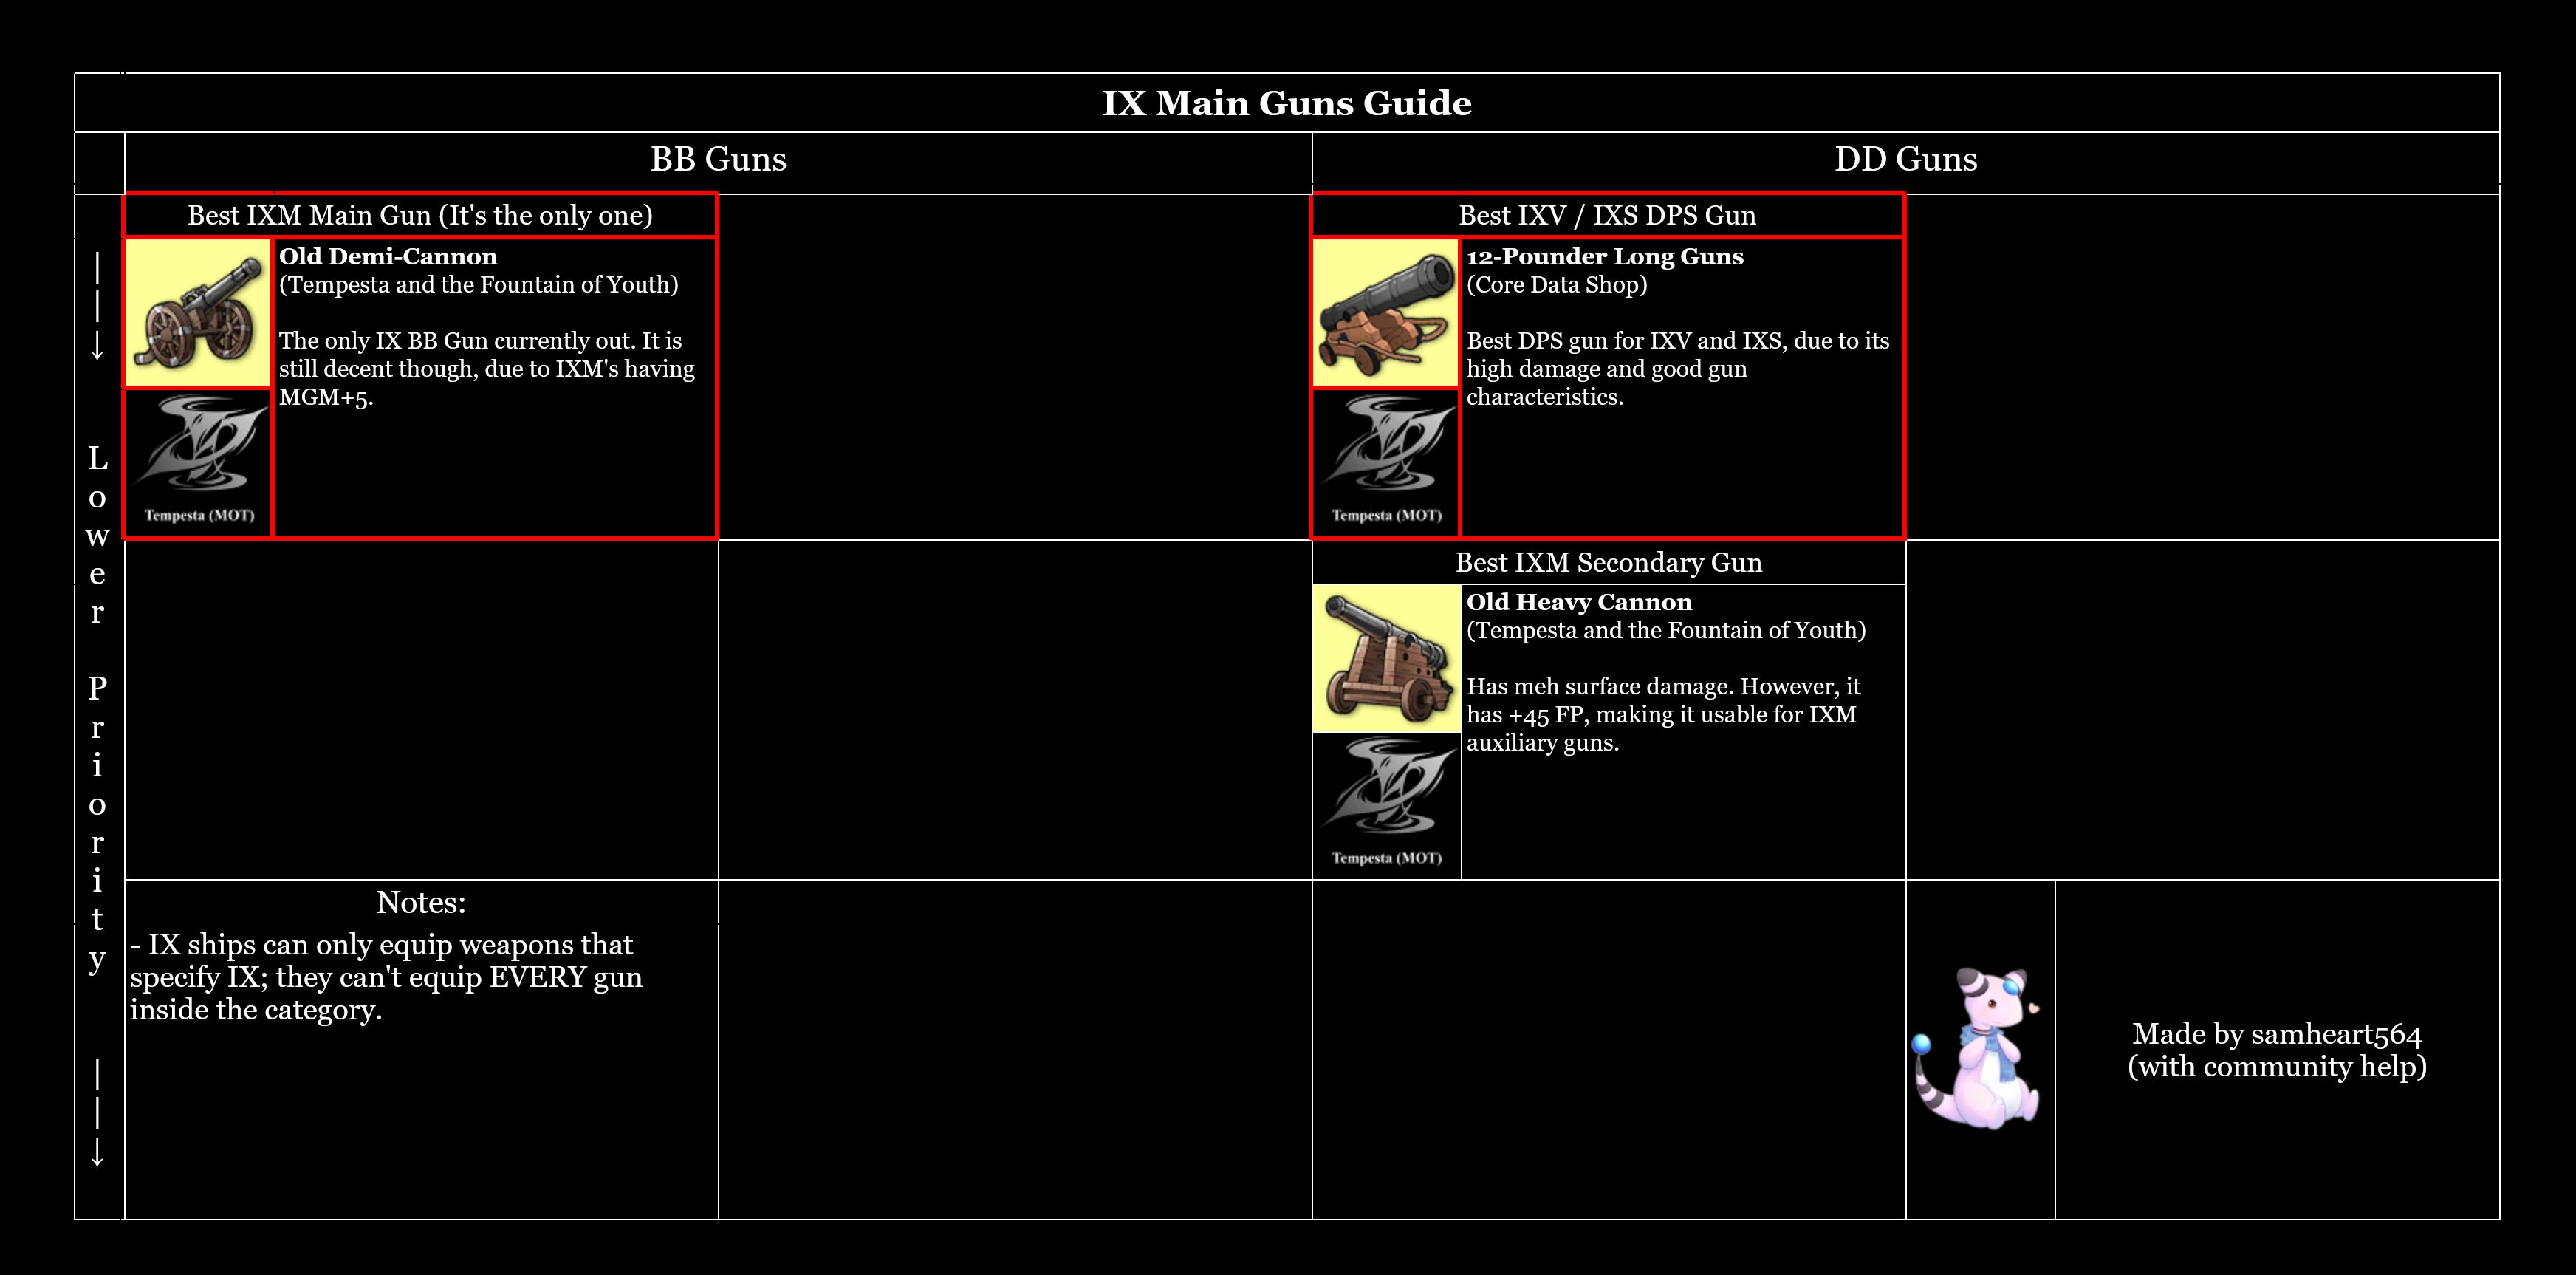 IX Main Guns Guide
BB Guns
DD Guns
Lower Priority
Best IXM Main Gun (It's the only one)
Old Demi-Cannon
(Tempesta and the Fountain of Youth)
The only IX BB Gun currently out. It is
still decent though, due to IXM's having
MGM+5.
Tempesta (MOT)
Best IXV / IXS DPS Gun
12-Pounder Long Guns
(Core Data Shop)
Best DPS gun for IXV and IXS, due to its
high damage and good gun
characteristics.
Tempesta (MOT)
Best IXM Secondary Gun
Old Heavy Cannon
(Tempesta and the Fountain of Youth)
Has meh surface damage. However, it
has +45 FP, making it usable for IXM
auxiliary guns.
Tempesta (MOT)
Notes:
- IX ships can only equip weapons that
specify IX; they can't equip EVERY gun
inside the category.
Made by samheart564
(with community help)